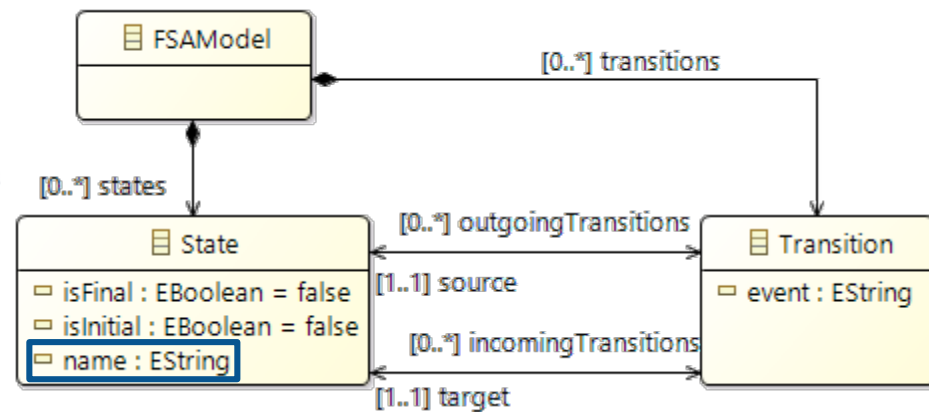 FSAModel
[0..*] transitions
[0..*] states
State
isFinal : EBoolean = false
isInitial : EBoolean = false
name : EString
[0..*] outgoingTransitions
[1..1] source
[0..*] incomingTransitions
[1..1] target
Transition
event : EString